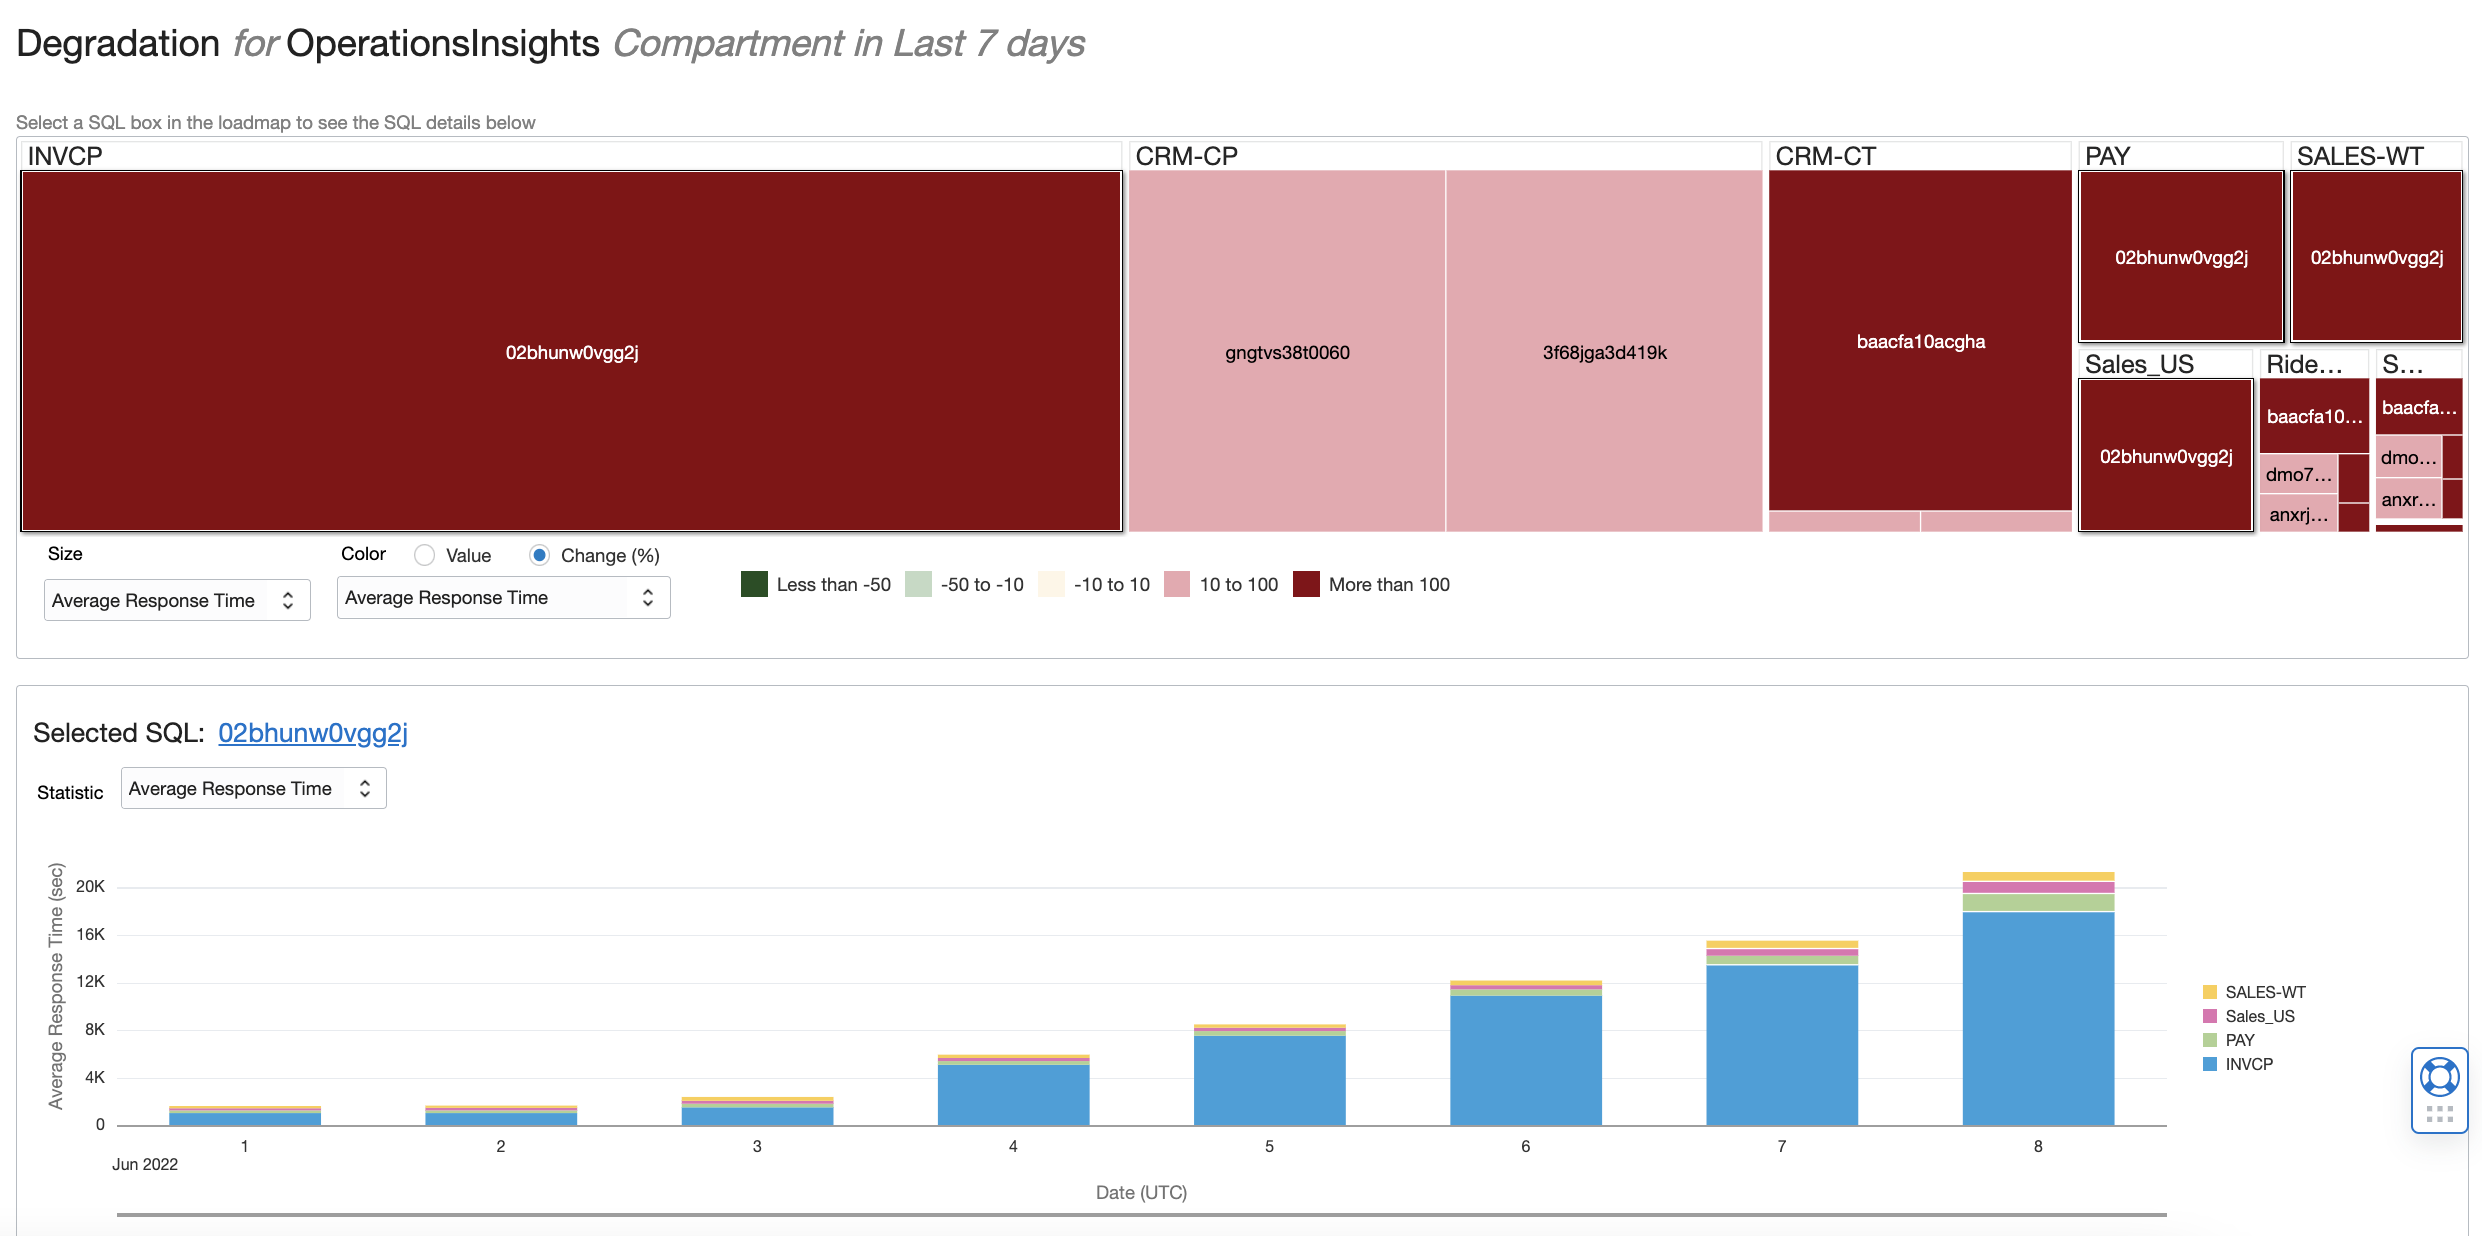 Degradation for OperationsInsights Compartment in Last 7 days
Select a SQL box in the loadmap to see the SQL details below
INVCP
CRM-CP
CRM-CT
PAY
SALES-WT
02bhunw0vgg2j
gngtvs38t0060
3f68jga3d419k
baacfa10acgha
02bhunw0vgg2j
02bhunw0vgg2j
Sales_US
Ride...
S...
02bhunw0vgg2j
baacfa10...
dmo7...
anxrj...
baacfa...
dmo...
anxr...
Size
Average Response Time
Color
Value
Change (%)
Average Response Time
Less than -50
-50 to -10
-10 to 10
10 to 100
More than 100
Selected SQL: 02bhunw0vgg2j
Statistic
Average Response Time
Average Response Time (sec)
20K
16K
12K
8K
4K
0
1
2
3
4
5
6
7
8
Jun 2022
Date (UTC)
SALES-WT
Sales_US
PAY
INVCP